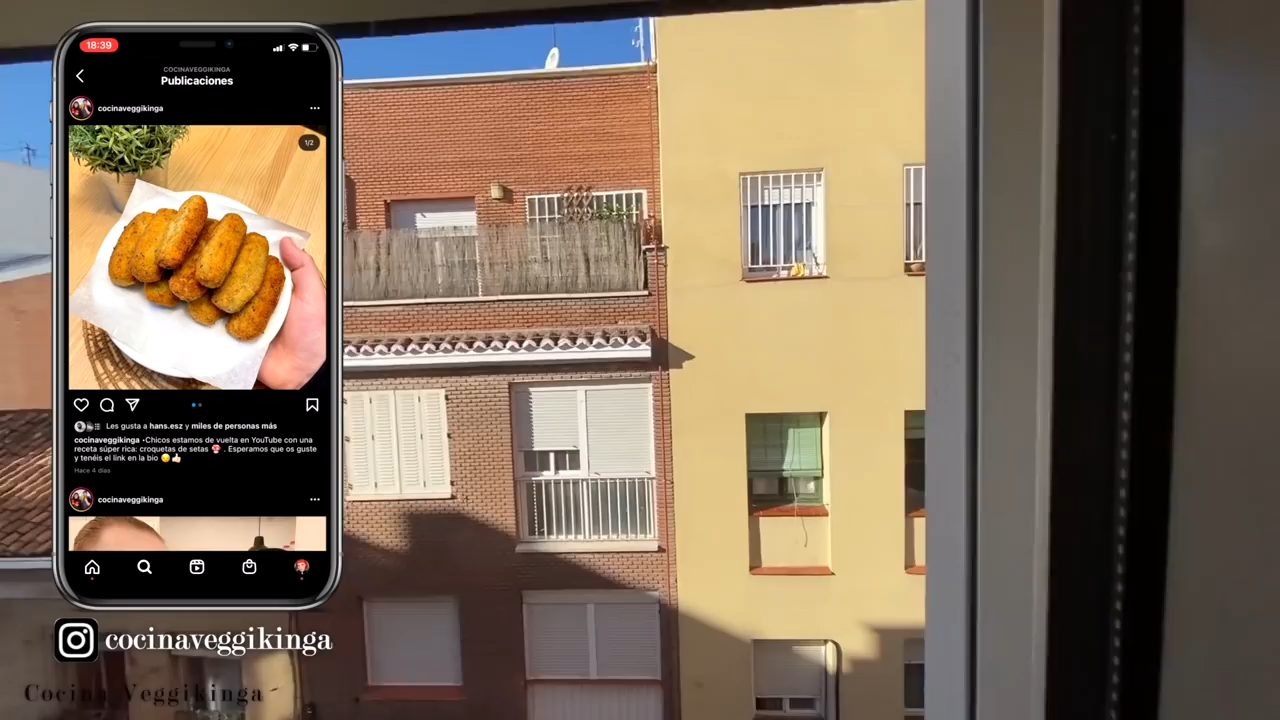 18:39
COCINAVEGGIKINGA
Publicaciones
cocinaveggikinga
1/2
Les gusta a hans.esz y miles de personas más
cocinaveggikinga •Chicos estamos de vuelta en YouTube con una
receta súper rica: croquetas de setas 🍄 . Esperamos que os guste
y tenéis el link en la bio 😋👍
Hace 4 días
cocinaveggikinga
cocinaveggikinga
Cocina Veggikinga